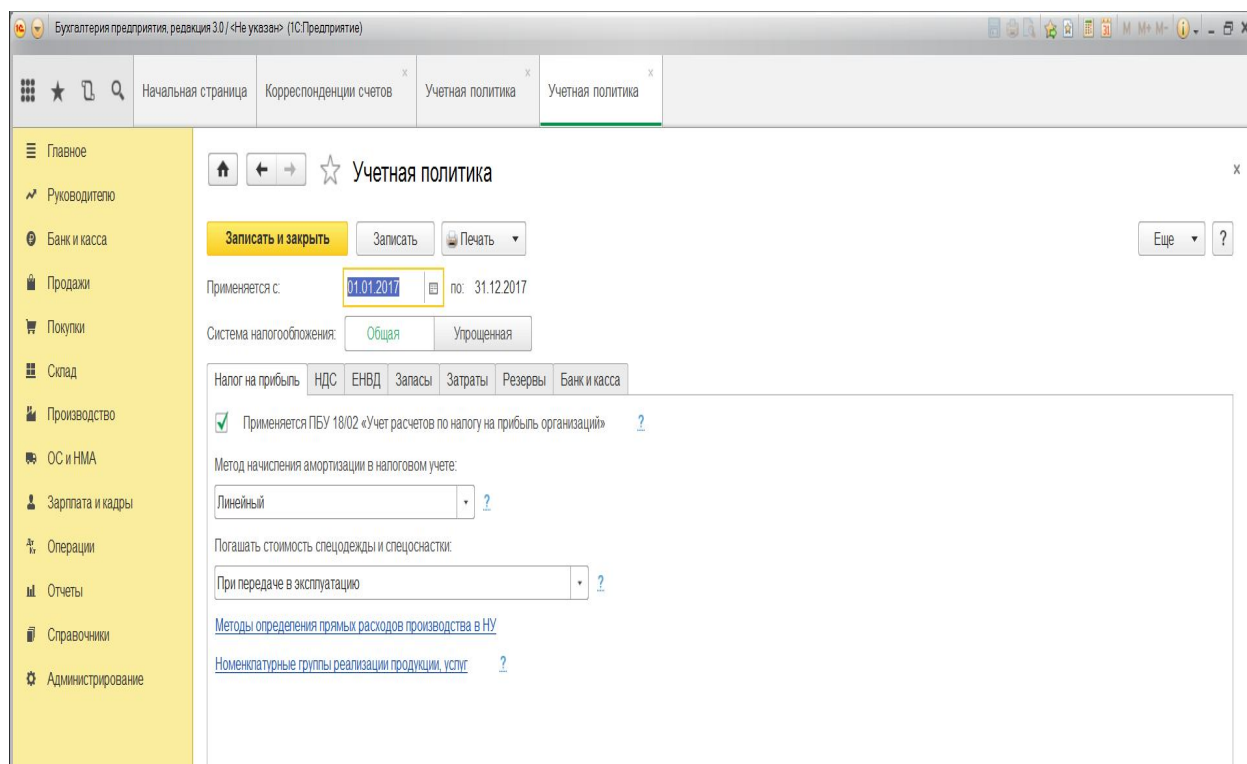 Бухгалтерия предприятия, редакция 3.0 / <Не указан> (1С:Предприятие)
M M+ M-
Начальная страница Корреспонденции счетов Учетная политика Учетная политика
Главное
Руководителю
Банк и касса
Продажи
Покупки
Склад
Производство
ОС и НМА
Зарплата и кадры
Операции
Отчеты
Справочники
Администрирование
Учетная политика
Записать и закрыть Записать Печать Еще ?
Применяется с: 01.01.2017 по: 31.12.2017
Система налогообложения: Общая Упрощенная
Налог на прибыль НДС ЕНВД Запасы Затраты Резервы Банк и касса
Применяется ПБУ 18/02 «Учет расчетов по налогу на прибыль организаций» ?
Метод начисления амортизации в налоговом учете:
Линейный ?
Погашать стоимость спецодежды и спецоснастки:
При передаче в эксплуатацию ?
Методы определения прямых расходов производства в НУ
Номенклатурные группы реализации продукции, услуг ?